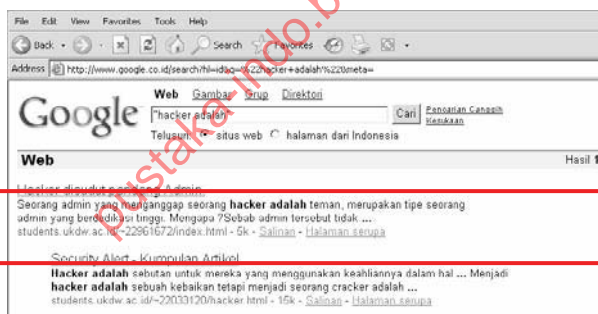 File Edit View Favorites Tools Help
Back Search Favorites
Address http://www.google.co.id/search?hl=id&q=%22hacker+adalah%22&meta=
Web Gambar Grup Direktori
Google "hacker adalah" Cari Pencarian Canggih
Telusuri: situs web halaman dari Indonesia
Web Hasil 1
Hacker disudut pandang Admin
Seorang admin yang menganggap seorang hacker adalah teman, merupakan tipe seorang
admin yang berdedikasi tinggi. Mengapa ?Sebab admin tersebut tidak ...
students.ukdw.ac.id/~22961672/index.html - 5k - Salinan - Halaman serupa
Security Alert - Kumpulan Artikel
Hacker adalah sebutan untuk mereka yang menggunakan keahliannya dalam hal ... Menjadi
hacker adalah sebuah kebaikan tetapi menjadi seorang cracker adalah ...
students.ukdw.ac.id/~22033120/hacker.html - 15k - Salinan - Halaman serupa
pustaka-indo.b